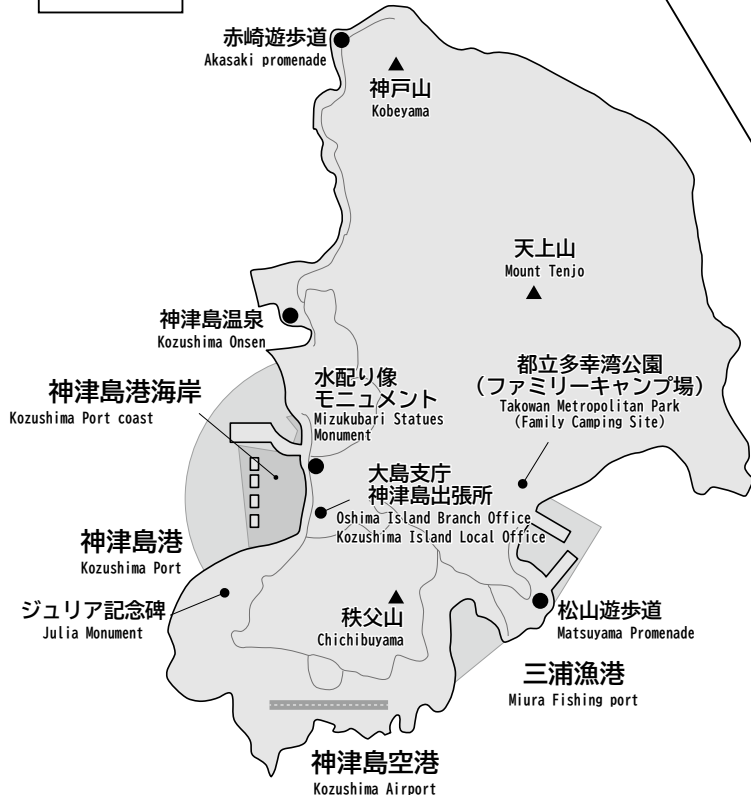 赤崎遊歩道
Akasaki promenade
神戸山
Kobeyama
天上山
Mount Tenjo
神津島温泉
Kozushima Onsen
水配り像
モニュメント
Mizukubari Statues
Monument
都立多幸湾公園
(ファミリーキャンプ場)
Takowan Metropolitan Park
(Family Camping Site)
神津島港海岸
Kozushima Port coast
大島支庁
神津島出張所
Oshima Island Branch Office
Kozushima Island Local Office
神津島港
Kozushima Port
ジュリア記念碑
Julia Monument
秩父山
Chichibuyama
松山遊歩道
Matsuyama Promenade
三浦漁港
Miura Fishing port
神津島空港
Kozushima Airport